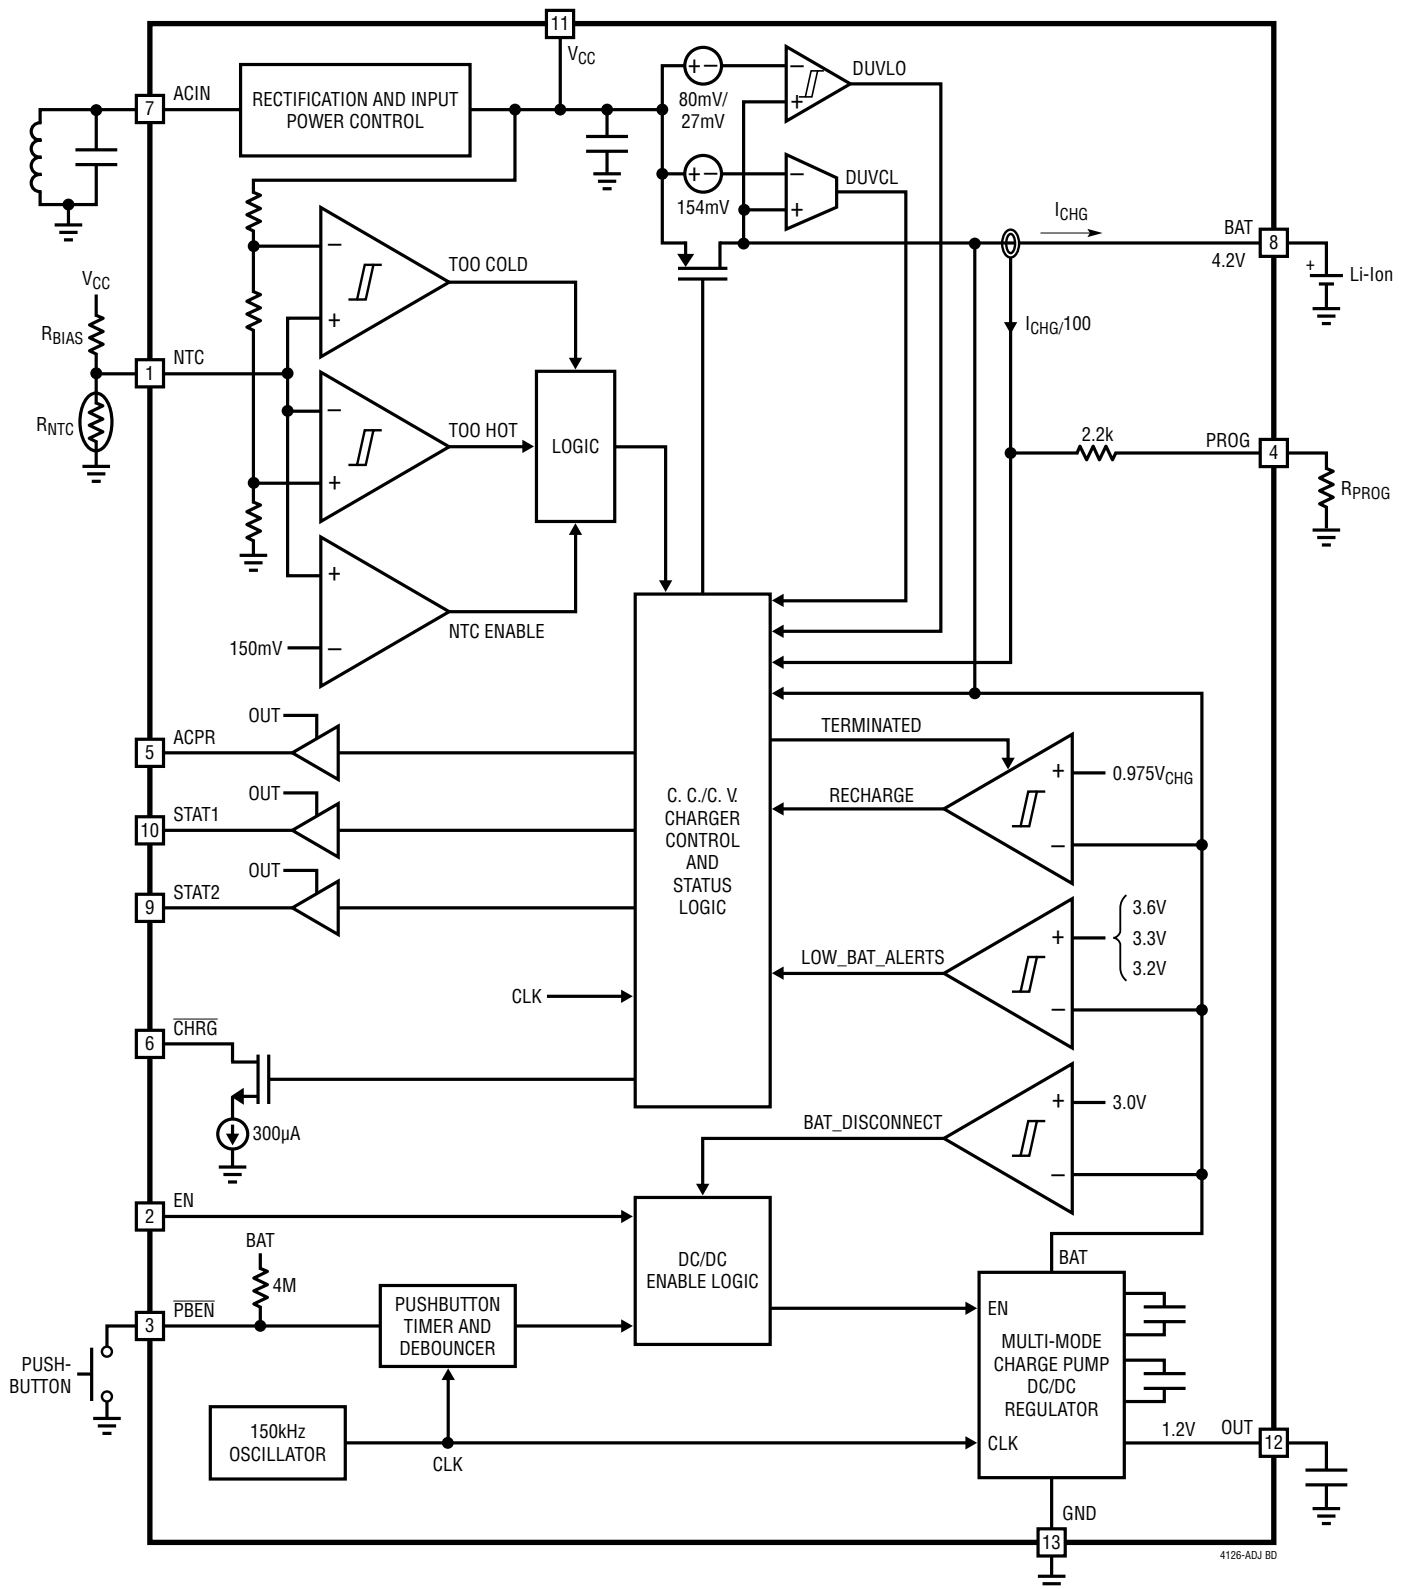 11
VCC
7
ACIN
RECTIFICATION AND INPUT
POWER CONTROL
+ −
80mV/
27mV
−
+
DUVLO
+ −
154mV
−
+
DUVCL
ICHG
BAT
4.2V
8
+
Li-Ion
ICHG/100
VCC
RBIAS
1
NTC
RNTC
−
+
TOO COLD
−
+
TOO HOT
LOGIC
+
−
150mV
NTC ENABLE
2.2k
PROG
4
RPROG
OUT
5
ACPR
OUT
10
STAT1
OUT
9
STAT2
C. C./C. V.
CHARGER
CONTROL
AND
STATUS
LOGIC
CLK
TERMINATED
RECHARGE
+
−
0.975VCHG
LOW_BAT_ALERTS
+
−
3.6V
3.3V
3.2V
6
CHRG
300µA
BAT_DISCONNECT
+
−
3.0V
2
EN
BAT
4M
3
PBEN
PUSH-
BUTTON
PUSHBUTTON
TIMER AND
DEBOUNCER
DC/DC
ENABLE LOGIC
150kHz
OSCILLATOR
CLK
BAT
EN
MULTI-MODE
CHARGE PUMP
DC/DC
REGULATOR
CLK
1.2V
OUT
12
GND
13
4126-ADJ BD